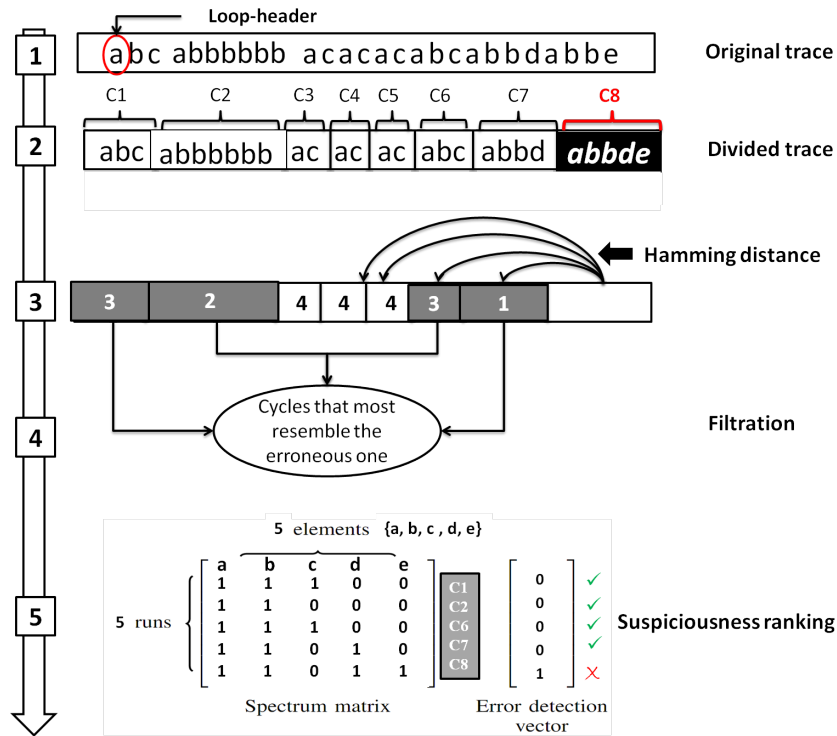 Loop-header
1
abc abbbbbb acacacacabcabbdabbe
Original trace
C1 C2 C3 C4 C5 C6 C7 C8
2
abc abbbbbb ac ac ac abc abbd abbde
Divided trace
Hamming distance
3
3 2 4 4 4 3 1
4
Cycles that most
resemble the
erroneous one
Filtration
5 elements {a, b, c , d, e}
a b c d e
1 1 1 0 0 C1 0 ✓
1 1 0 0 0 C2 0 ✓
5
5 runs
1 1 1 0 0 C6 0 ✓
Suspiciousness ranking
1 1 0 1 0 C7 0 ✓
1 1 0 1 1 C8 1 X
Spectrum matrix
Error detection
vector